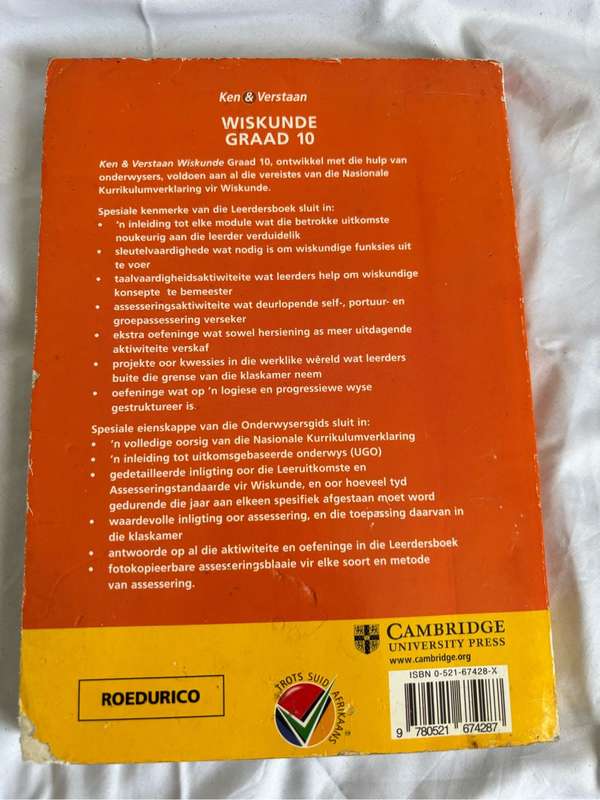 Ken & Verstaan
WISKUNDE
GRAAD 10
Ken & Verstaan Wiskunde Graad 10, ontwikkel met die hulp van
onderwysers, voldoen aan al die vereistes van die Nasionale
Kurrikulumverklaring vir Wiskunde.
Spesiale kenmerke van die Leerdersboek sluit in:
• 'n inleiding tot elke module wat die betrokke uitkomste
noukeurig aan die leerder verduidelik
• sleutelvaardighede wat nodig is om wiskundige funksies uit
te voer
• taalvaardigheidsaktiwiteite wat leerders help om wiskundige
konsepte te bemeester
• assesseringsaktiwiteite wat deurlopende self-, portuur- en
groepassessering verseker
• ekstra oefeninge wat sowel hersiening as meer uitdagende
aktiwiteite verskaf
• projekte oor kwessies in die werklike wêreld wat leerders
buite die grense van die klaskamer neem
• oefeninge wat op 'n logiese en progressiewe wyse
gestruktureer is.
Spesiale eienskappe van die Onderwysersgids sluit in:
• 'n volledige oorsig van die Nasionale Kurrikulumverklaring
• 'n inleiding tot uitkomsgebaseerde onderwys (UGO)
• gedetailleerde inligting oor die Leeruitkomste en
Assesseringstandaarde vir Wiskunde, en oor hoeveel tyd
gedurende die jaar aan elkeen spesifiek afgestaan moet word
• waardevolle inligting oor assessering, en die toepassing daarvan in
die klaskamer
• antwoorde op al die aktiwiteite en oefeninge in die Leerdersboek
• fotokopieerbare assesseringsblaaie vir elke soort en metode
van assessering.
CAMBRIDGE
UNIVERSITY PRESS
www.cambridge.org
ISBN 0-521-67428-X
9 780521 674287
ROEDURICO
TROTS SUID AFRIKAANS